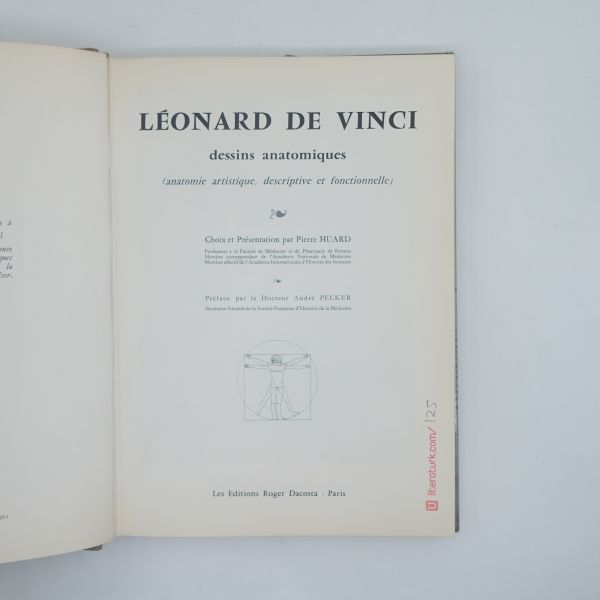 LÉONARD DE VINCI
dessins anatomiques
(anatomie artistique, descriptive et fonctionnelle)
Choix et Présentation par Pierre HUARD
Professeur à la Faculté de Médecine et de Pharmacie de Rennes
Membre correspondant de l'Académie Nationale de Médecine
Membre effectif de l'Académie Internationale d'Histoire des Sciences
Préface par le Docteur André PECKER
Secrétaire Général de la Société Française d'Histoire de la Médecine
Les Editions Roger Dacosta - Paris
literoturk.com/125
à
ques
la